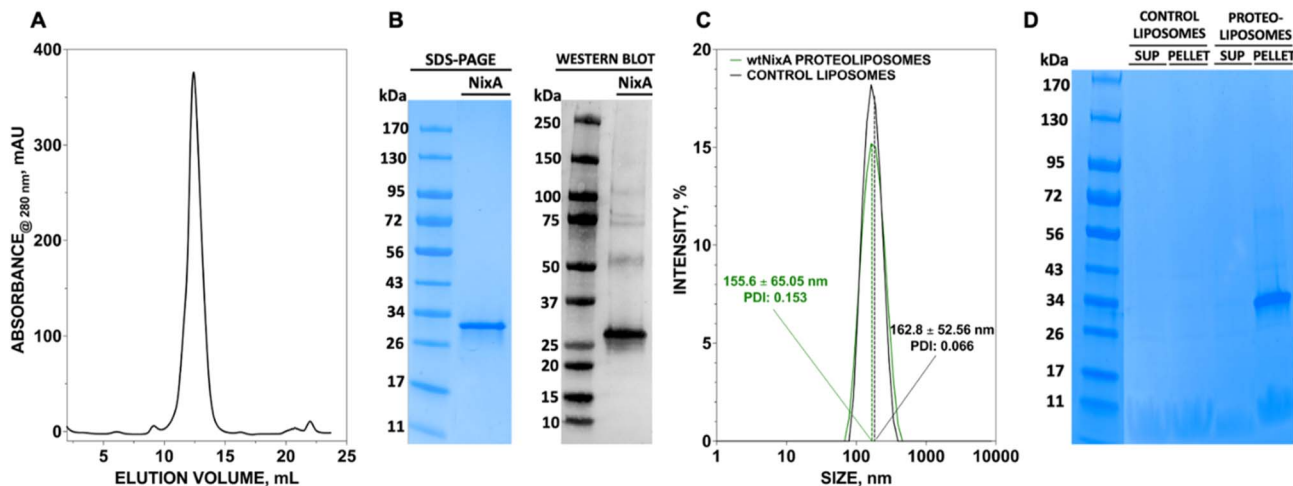 A
400
300
200
100
0
5
10
15
20
25
ABSORBANCE@ 280 nm, mAU
ELUTION VOLUME, mL
B
SDS-PAGE
NixA
kDa
170
130
95
72
56
43
34
26
17
11
WESTERN BLOT
NixA
kDa
250
150
100
75
50
37
25
20
15
10
C
20
15
10
5
0
wtNixA PROTEOLIPOSOMES
CONTROL LIPOSOMES
155.6 ± 65.05 nm
PDI: 0.153
162.8 ± 52.56 nm
PDI: 0.066
1
10
100
1000
10000
INTENSITY, %
SIZE, nm
D
CONTROL
LIPOSOMES
PROTEO-
LIPOSOMES
SUP PELLET SUP PELLET
kDa
170
130
95
72
56
43
34
26
17
11